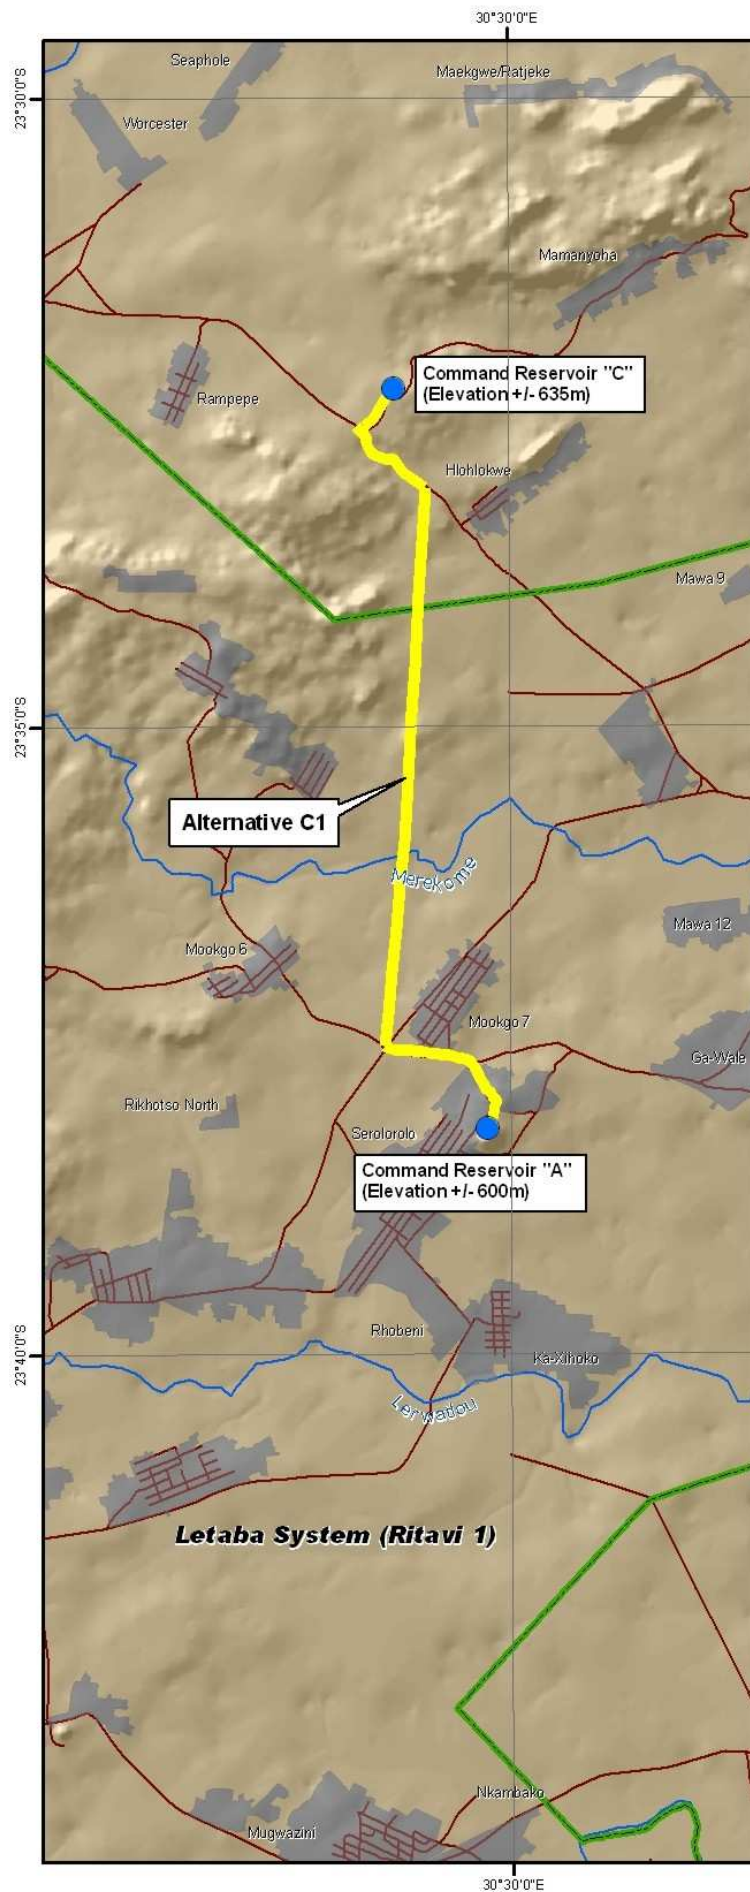 30°30'0"E
Seaphole
Maekgwe/Ratjeke
23°30'0"S
Worcester
Mamanyoha
Command Reservoir "C"
(Elevation +/- 635m)
Rampepe
Hlohlokwe
Mawa 9
23°35'0"S
Alternative C1
Merekome
Mawa 12
Mookgo 6
Mookgo 7
Ga-Wale
Rikhotso North
Serolorolo
Command Reservoir "A"
(Elevation +/- 600m)
Rhobeni
23°40'0"S
Ka-Xihoko
Lerwatlou
Letaba System (Ritavi 1)
Nkambako
Mugwazini
30°30'0"E